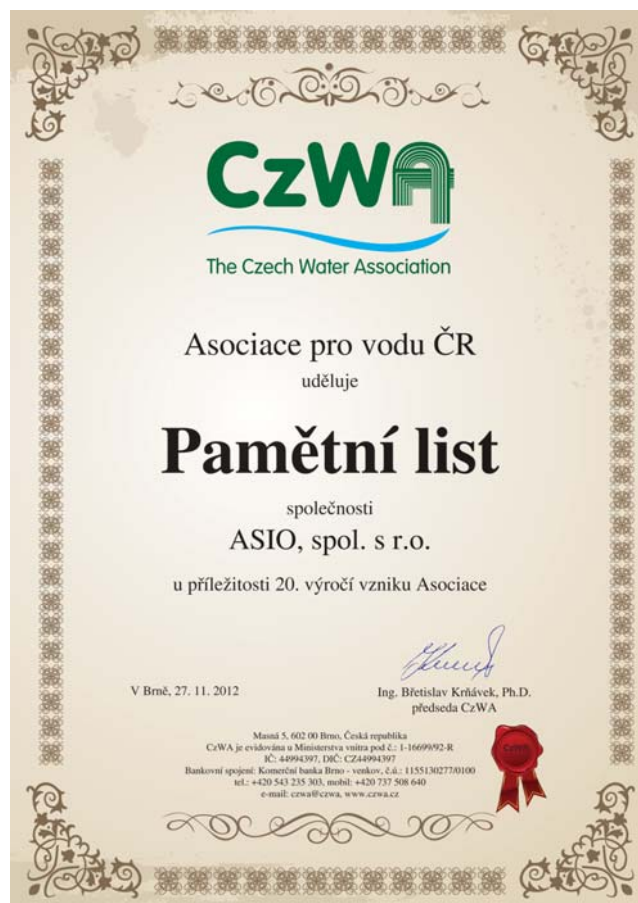 CzWA
The Czech Water Association
Asociace pro vodu ČR
uděluje
Pamětní list
společnosti
ASIO, spol. s r.o.
u příležitosti 20. výročí vzniku Asociace
V Brně, 27. 11. 2012
Ing. Břetislav Krňávek, Ph.D.
předseda CzWA
Masná 5, 602 00 Brno, Česká republika
CzWA je evidována u Ministerstva vnitra pod č.: 1-16699/92-R
IČ: 44994397, DIČ: CZ44994397
Bankovní spojení: Komerční banka Brno - venkov, č.ú.: 1155130277/0100
tel.: +420 543 235 303, mobil: +420 737 508 640
e-mail: czwa@czwa, www.czwa.cz
CzWA